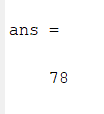 ans =
78